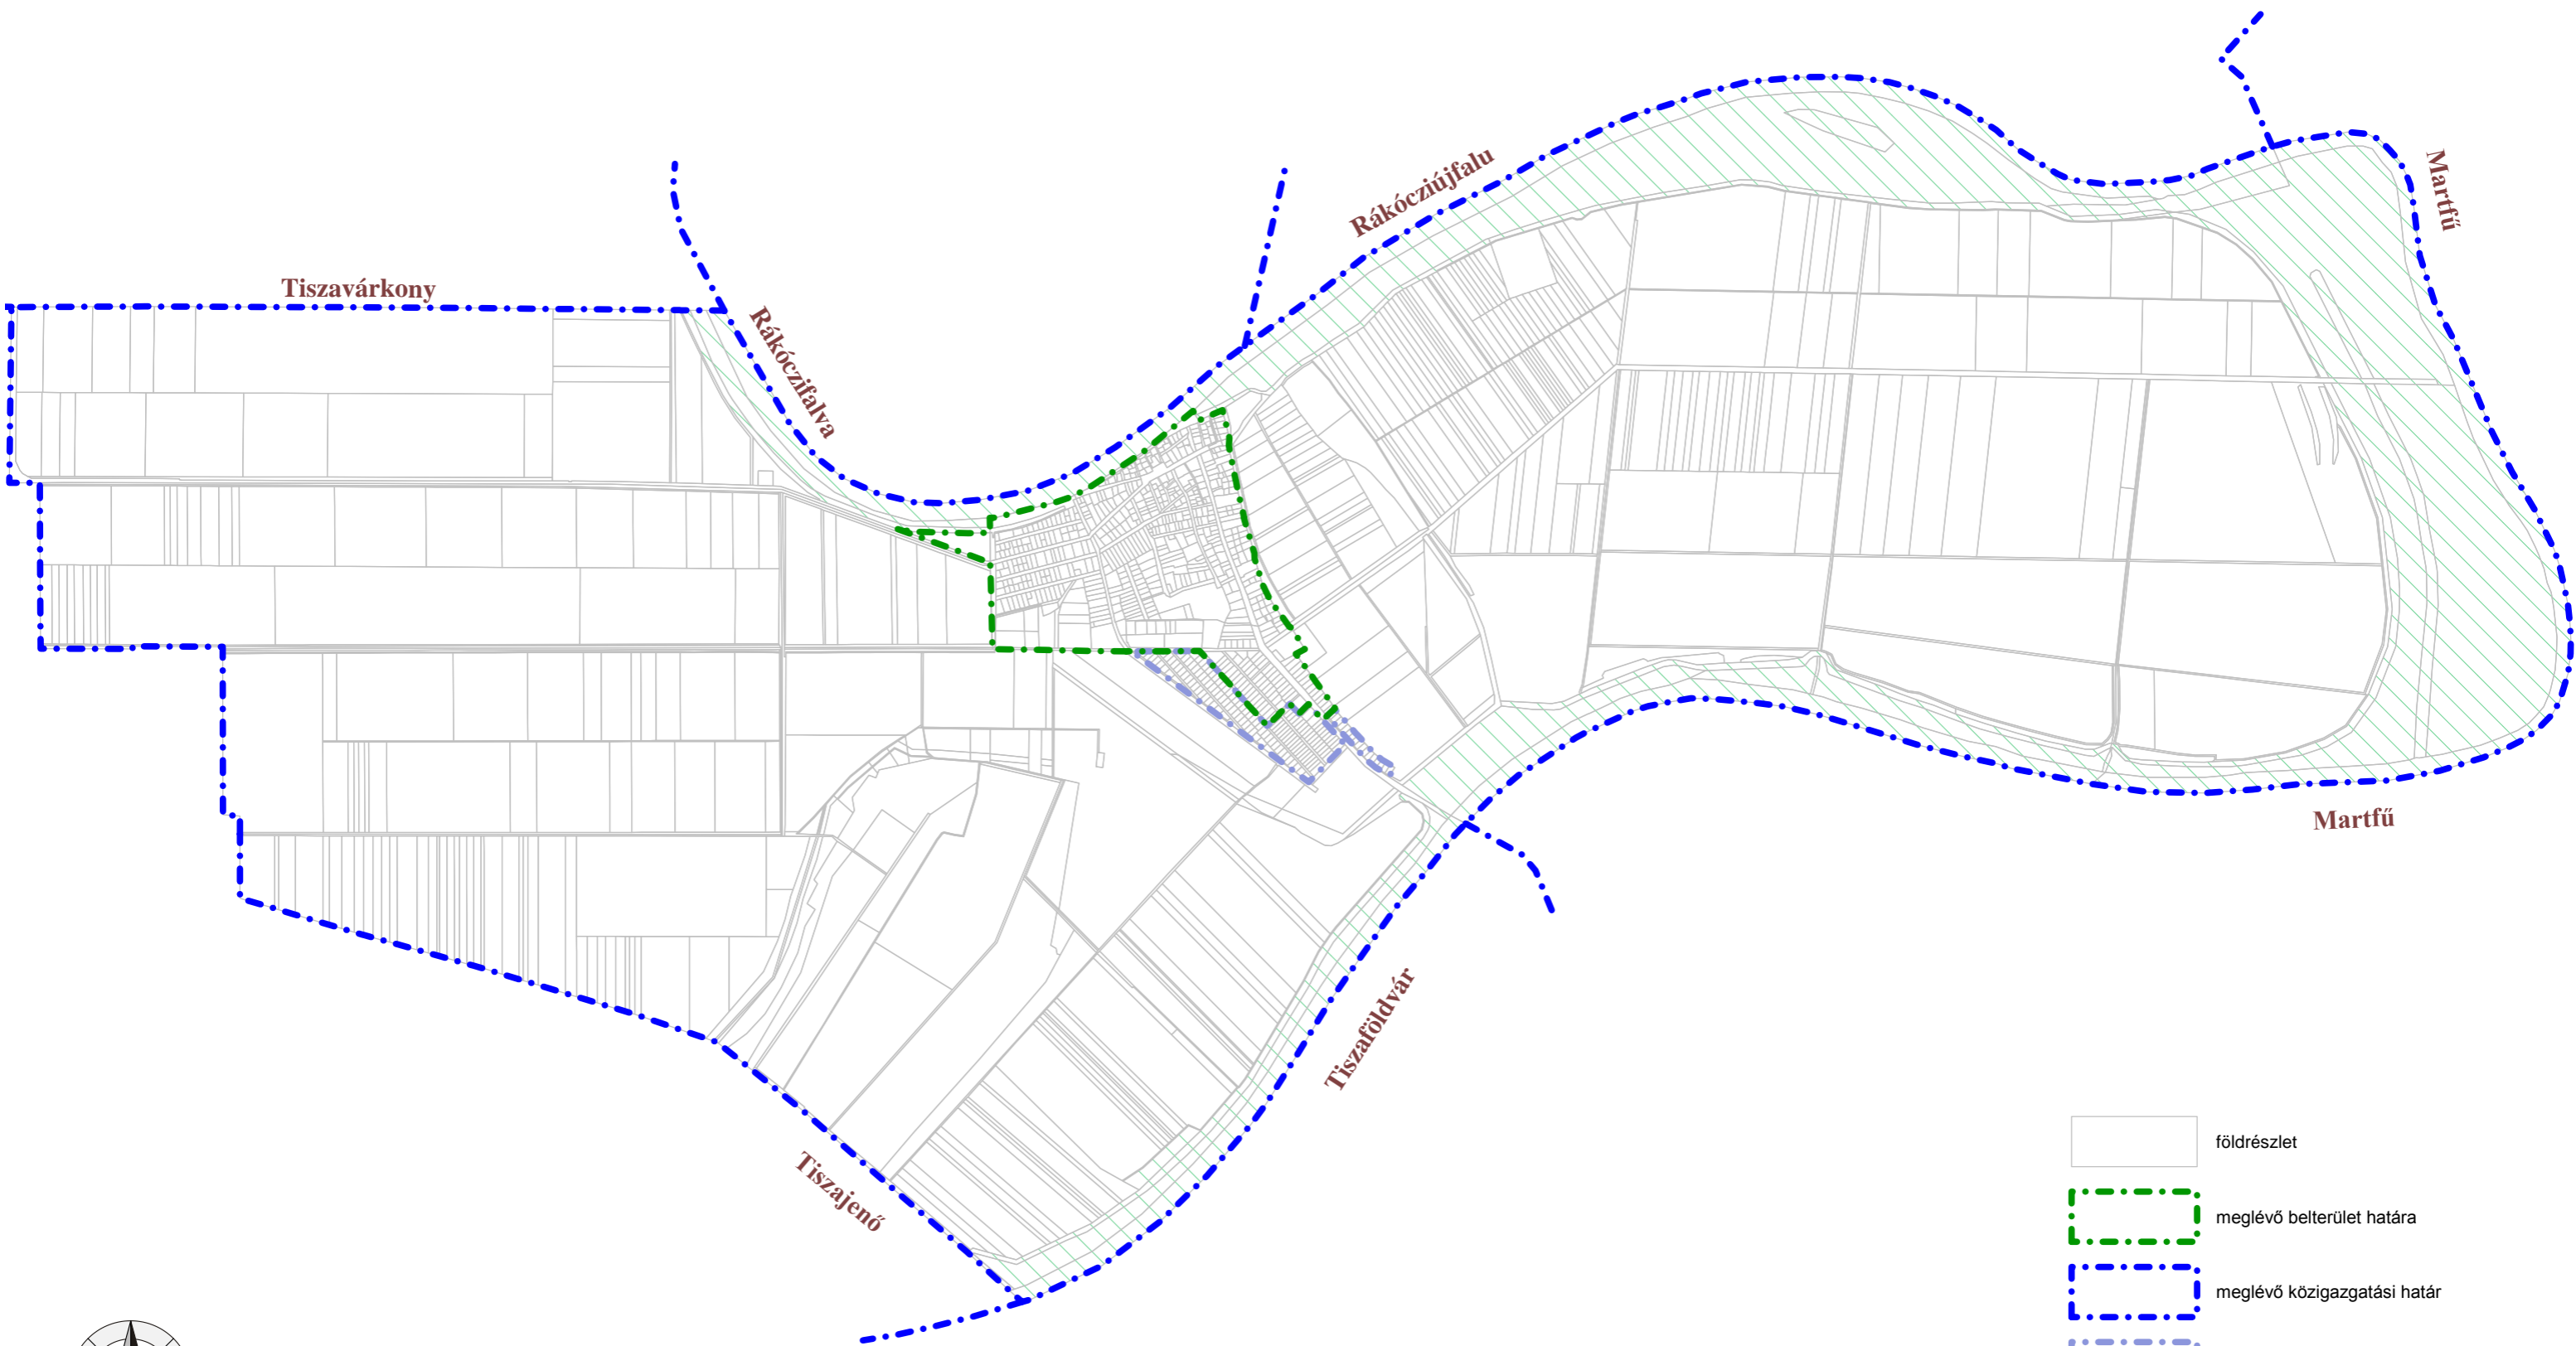 Martfű
Rákócziújfalu
Tiszavárkony
Rákóczifalva
Martfű
Tiszaföldvár
Tiszajenő
földrészlet
meglévő belterület határa
meglévő közigazgatási határ